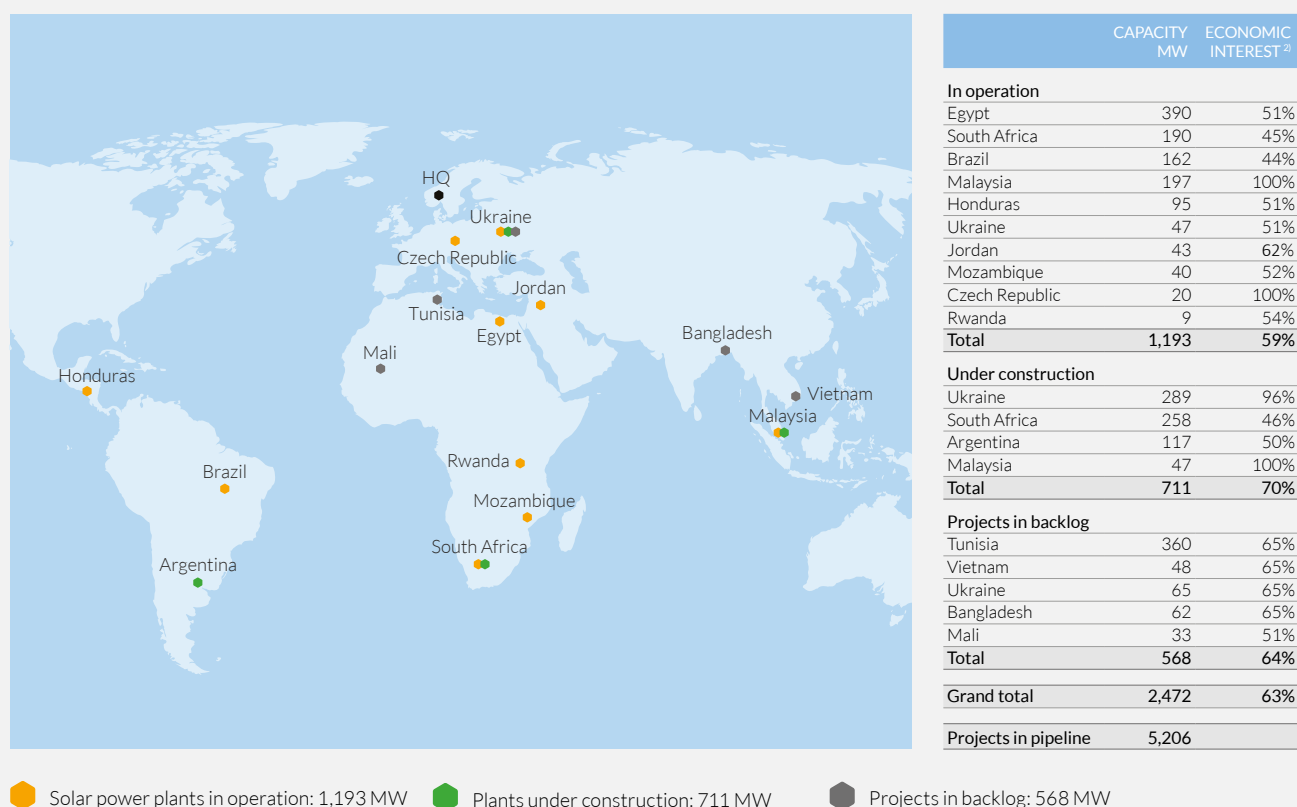 HQ
Ukraine
Czech Republic
Jordan
Tunisia
Egypt
Bangladesh
Mali
Honduras
Vietnam
Malaysia
Rwanda
Brazil
Mozambique
South Africa
Argentina
CAPACITY ECONOMIC
MW INTEREST 2)
In operation
Egypt 390 51%
South Africa 190 45%
Brazil 162 44%
Malaysia 197 100%
Honduras 95 51%
Ukraine 47 51%
Jordan 43 62%
Mozambique 40 52%
Czech Republic 20 100%
Rwanda 9 54%
Total 1,193 59%
Under construction
Ukraine 289 96%
South Africa 258 46%
Argentina 117 50%
Malaysia 47 100%
Total 711 70%
Projects in backlog
Tunisia 360 65%
Vietnam 48 65%
Ukraine 65 65%
Bangladesh 62 65%
Mali 33 51%
Total 568 64%
Grand total 2,472 63%
Projects in pipeline 5,206
Solar power plants in operation: 1,193 MW
Plants under construction: 711 MW
Projects in backlog: 568 MW